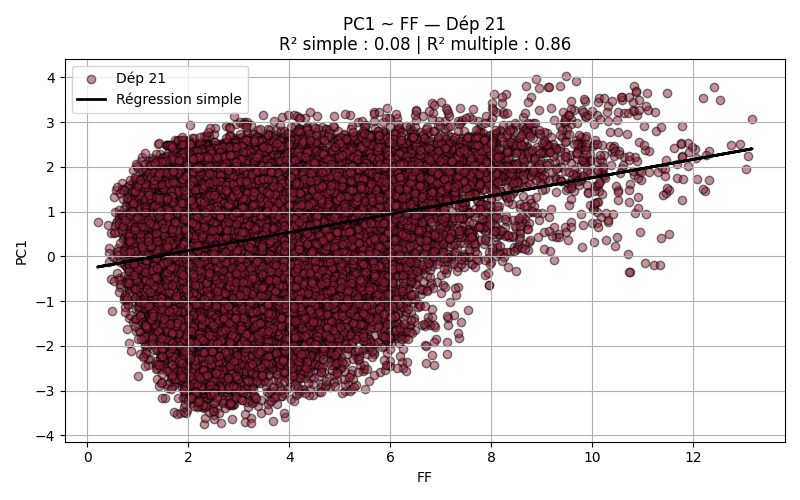 PC1 ~ FF — Dép 21
R² simple : 0.08 | R² multiple : 0.86
Dép 21
Régression simple
4
3
2
1
0
−1
−2
−3
−4
PC1
0 2 4 6 8 10 12
FF